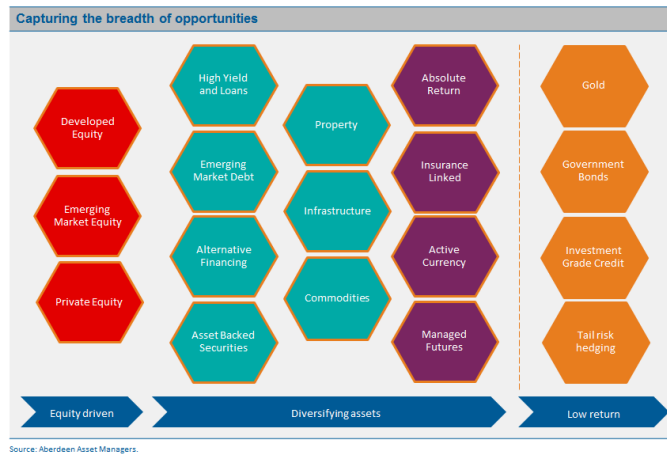 Capturing the breadth of opportunities
Developed
Equity
Emerging
Market Equity
Private Equity
High Yield
and Loans
Emerging
Market Debt
Alternative
Financing
Asset Backed
Securities
Property
Infrastructure
Commodities
Absolute
Return
Insurance
Linked
Active
Currency
Managed
Futures
Gold
Government
Bonds
Investment
Grade Credit
Tail risk
hedging
Equity driven
Diversifying assets
Low return
Source: Aberdeen Asset Managers.